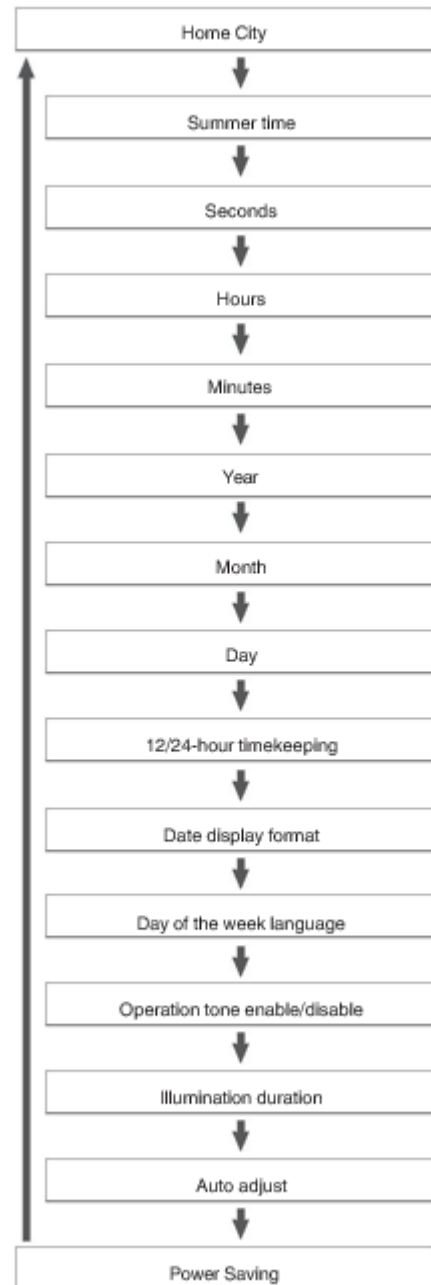 Home City
Summer time
Seconds
Hours
Minutes
Year
Month
Day
12/24-hour timekeeping
Date display format
Day of the week language
Operation tone enable/disable
Illumination duration
Auto adjust
Power Saving